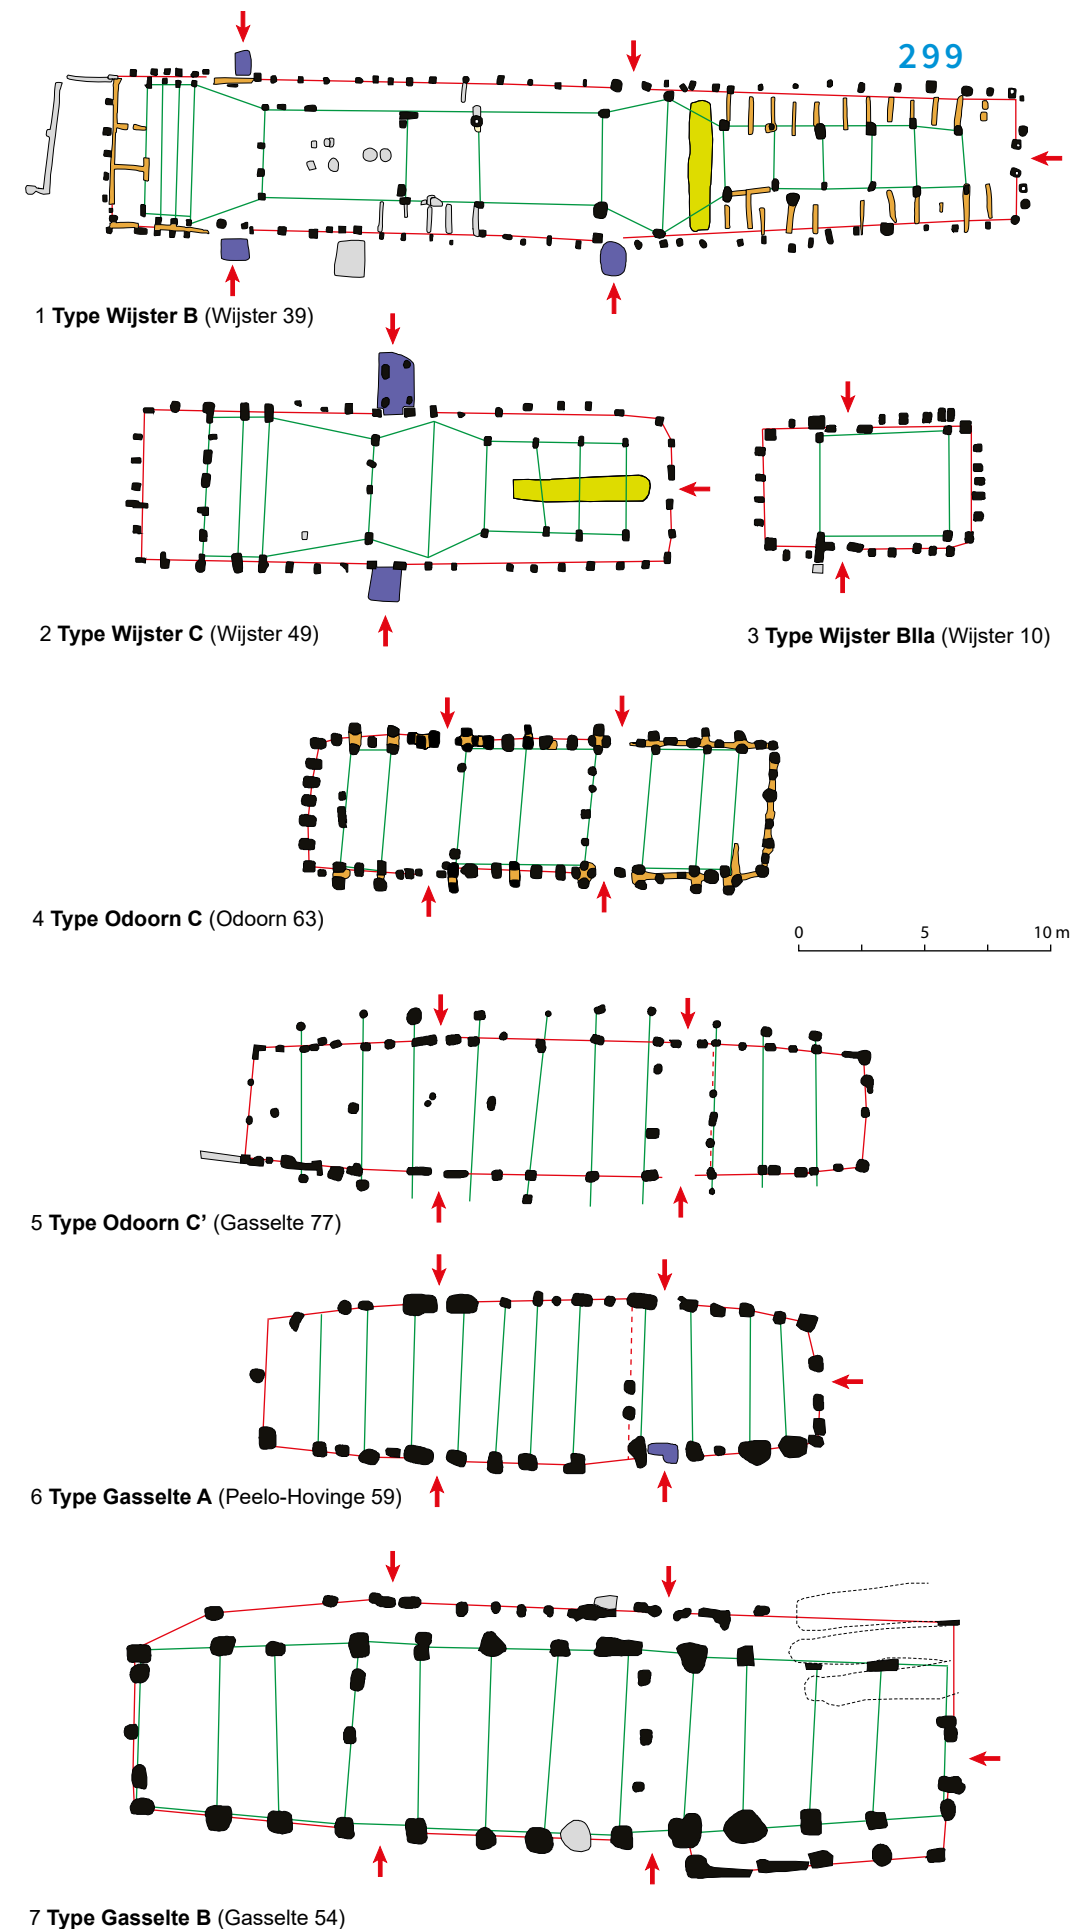 299
1 Type Wijster B (Wijster 39)
2 Type Wijster C (Wijster 49)
3 Type Wijster BIIa (Wijster 10)
4 Type Odoorn C (Odoorn 63)
0 5 10 m
5 Type Odoorn C’ (Gasselte 77)
6 Type Gasselte A (Peelo-Hovinge 59)
7 Type Gasselte B (Gasselte 54)